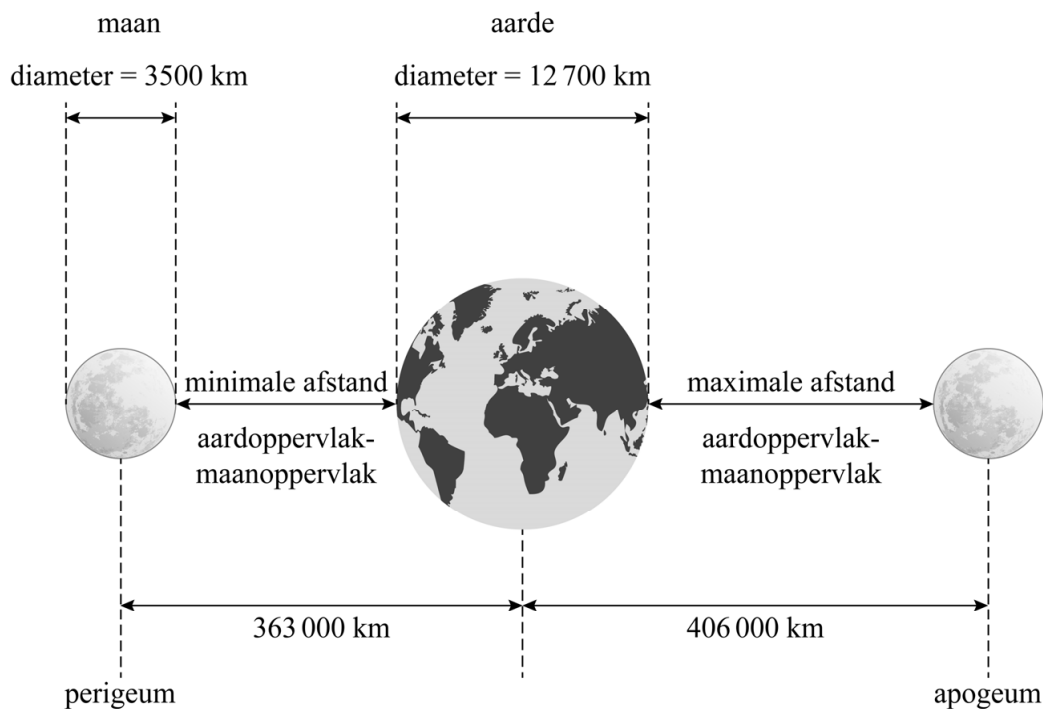 maan
aarde
diameter = 3500 km
diameter = 12 700 km
minimale afstand
maximale afstand
aardoppervlak-
maanoppervlak
aardoppervlak-
maanoppervlak
363 000 km
406 000 km
perigeum
apogeum